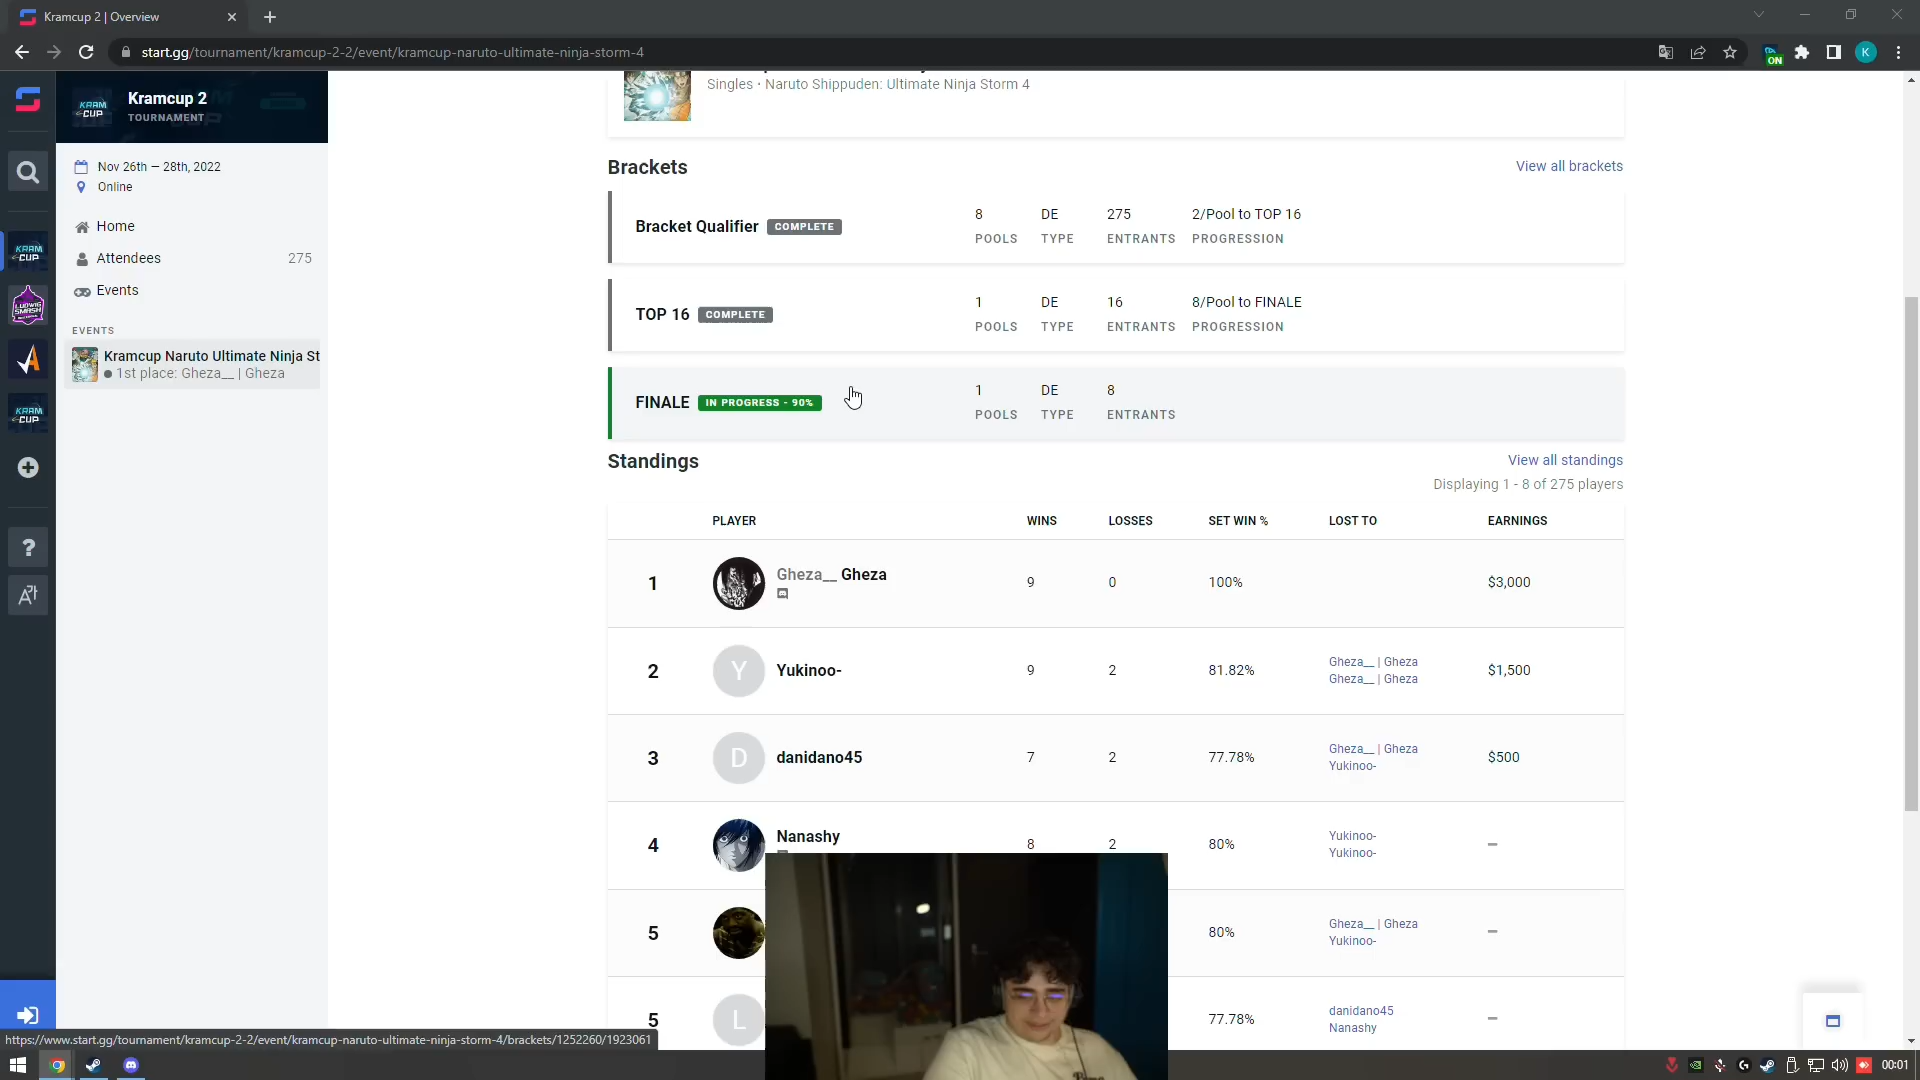 Kramcup 2 | Overview
start.gg/tournament/kramcup-2-2/event/kramcup-naruto-ultimate-ninja-storm-4
ON
K
KRAM CUP
Kramcup 2
TOURNAMENT
Nov 26th — 28th, 2022
Online
Home
Attendees 275
Events
EVENTS
Kramcup Naruto Ultimate Ninja St
1st place: Gheza__ | Gheza
KRAM CUP
LUDWIG SMASH
KRAM CUP
Singles • Naruto Shippuden: Ultimate Ninja Storm 4
Brackets View all brackets
Bracket Qualifier COMPLETE 8 DE 275 2/Pool to TOP 16
POOLS TYPE ENTRANTS PROGRESSION
TOP 16 COMPLETE 1 DE 16 8/Pool to FINALE
POOLS TYPE ENTRANTS PROGRESSION
FINALE IN PROGRESS - 90% 1 DE 8
POOLS TYPE ENTRANTS
Standings View all standings
Displaying 1 - 8 of 275 players
PLAYER WINS LOSSES SET WIN % LOST TO EARNINGS
1 Gheza__ Gheza 9 0 100% $3,000
2 Y Yukinoo- 9 2 81.82% Gheza__ | Gheza $1,500
Gheza__ | Gheza
3 D danidano45 7 2 77.78% Gheza__ | Gheza $500
Yukinoo-
4 Nanashy 8 2 80% Yukinoo- –
Yukinoo-
5 80% Gheza__ | Gheza –
Yukinoo-
5 L 77.78% danidano45 –
Nanashy
https://www.start.gg/tournament/kramcup-2-2/event/kramcup-naruto-ultimate-ninja-storm-4/brackets/1252260/1923061
00:01